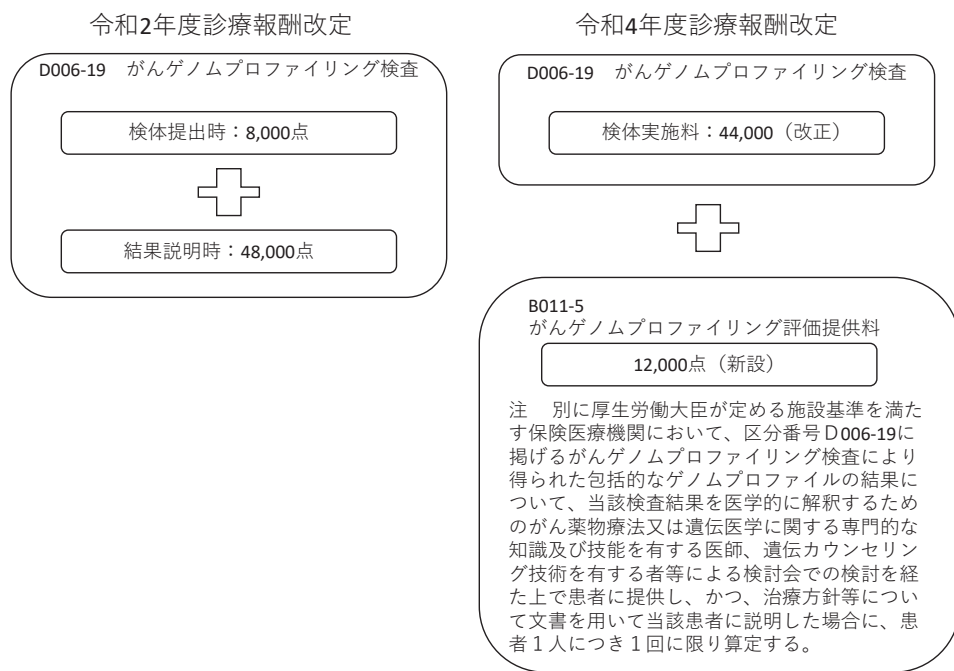 令和2年度診療報酬改定
D006-19　がんゲノムプロファイリング検査
検体提出時：8,000点
結果説明時：48,000点
令和4年度診療報酬改定
D006-19　がんゲノムプロファイリング検査
検体実施料：44,000（改正）
B011-5
がんゲノムプロファイリング評価提供料
12,000点（新設）
注　別に厚生労働大臣が定める施設基準を満た
す保険医療機関において、区分番号Ｄ006-19に
掲げるがんゲノムプロファイリング検査により
得られた包括的なゲノムプロファイルの結果に
ついて、当該検査結果を医学的に解釈するため
のがん薬物療法又は遺伝医学に関する専門的な
知識及び技能を有する医師、遺伝カウンセリン
グ技術を有する者等による検討会での検討を経
た上で患者に提供し、かつ、治療方針等につい
て文書を用いて当該患者に説明した場合に、患
者１人につき１回に限り算定する。